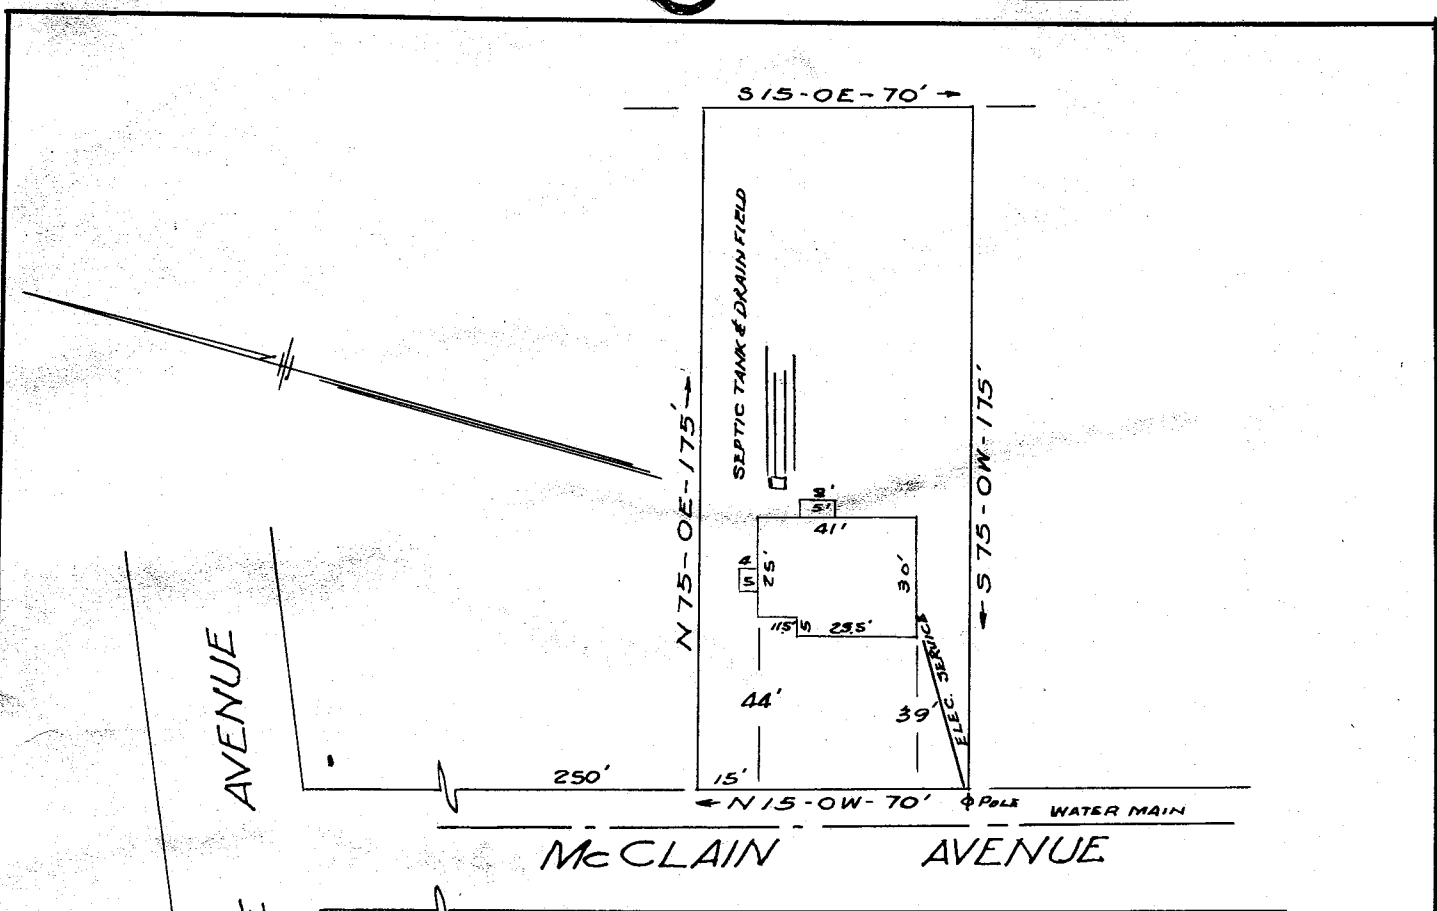 S 15-0E-70'
SEPTIC TANK & DRAINFIELD
N 75-0E-175'
S 75-0W-175'
5'
41'
4
5
25'
30'
11.5'
5
29.5'
ELEC. SERVICE
44'
39'
AVENUE
250'
15'
N 15-0W-70'
POLE
WATER MAIN
McCLAIN AVENUE